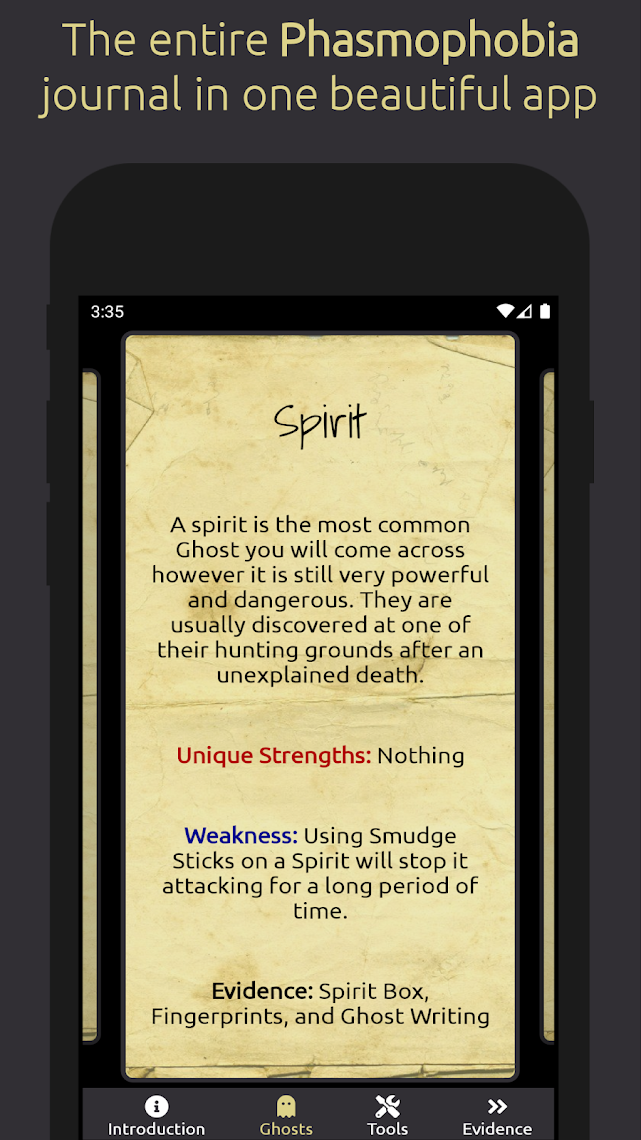 The entire Phasmophobia
journal in one beautiful app
3:35
Spirit
A spirit is the most common
Ghost you will come across
however it is still very powerful
and dangerous. They are
usually discovered at one of
their hunting grounds after an
unexplained death.
Unique Strengths: Nothing
Weakness: Using Smudge
Sticks on a Spirit will stop it
attacking for a long period of
time.
Evidence: Spirit Box,
Fingerprints, and Ghost Writing
Introduction
Ghosts
Tools
Evidence